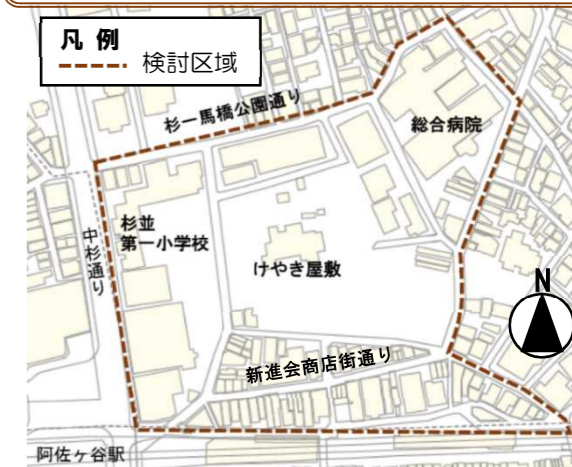 凡 例
検討区域
杉一馬橋公園通り
総合病院
杉並
第一小学校
中杉通り
けやき屋敷
N
新進会商店街通り
阿佐ヶ谷駅